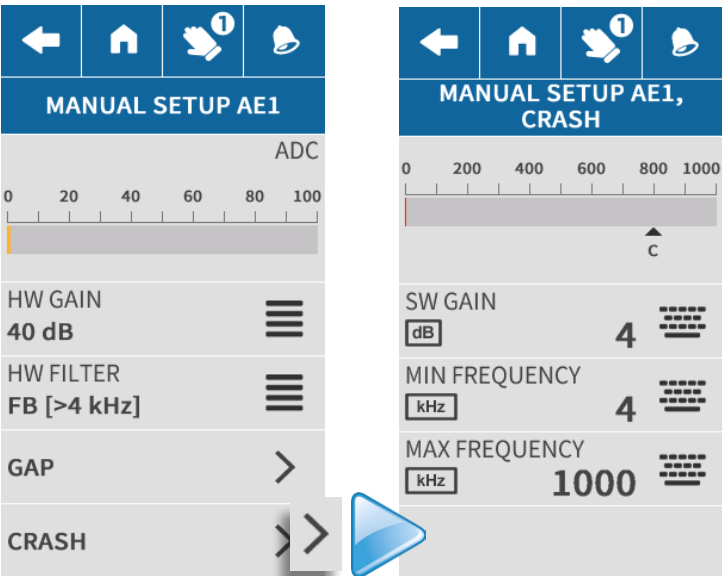 1
MANUAL SETUP AE1
ADC
0 20 40 60 80 100
HW GAIN
40 dB
HW FILTER
FB [>4 kHz]
GAP
CRASH
1
MANUAL SETUP AE1,
CRASH
0 200 400 600 800 1000
C
SW GAIN
dB 4
MIN FREQUENCY
kHz 4
MAX FREQUENCY
kHz 1000